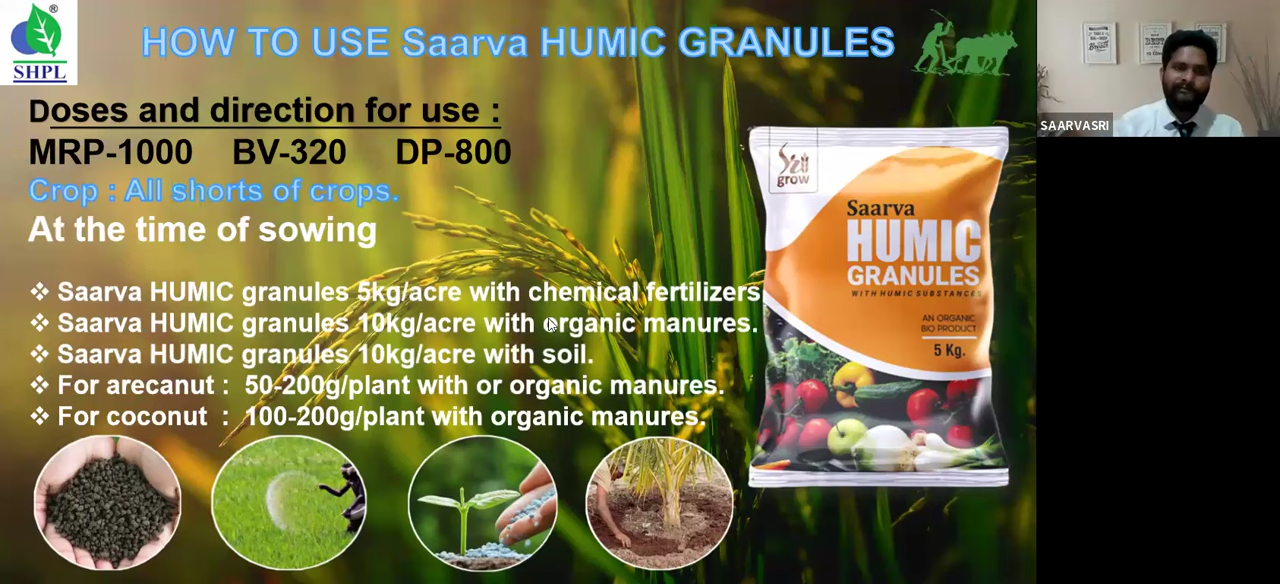 ®
SHPL
HOW TO USE Saarva HUMIC GRANULES
Doses and direction for use :
MRP-1000 BV-320 DP-800
Crop : All shorts of crops.
At the time of sowing
❖ Saarva HUMIC granules 5kg/acre with chemical fertilizers
❖ Saarva HUMIC granules 10kg/acre with organic manures.
❖ Saarva HUMIC granules 10kg/acre with soil.
❖ For arecanut : 50-200g/plant with or organic manures.
❖ For coconut : 100-200g/plant with organic manures.
grow
Saarva
HUMIC
GRANULES
WITH HUMIC SUBSTANCES
AN ORGANIC
BIO PRODUCT
5 Kg.
SAARVASRI